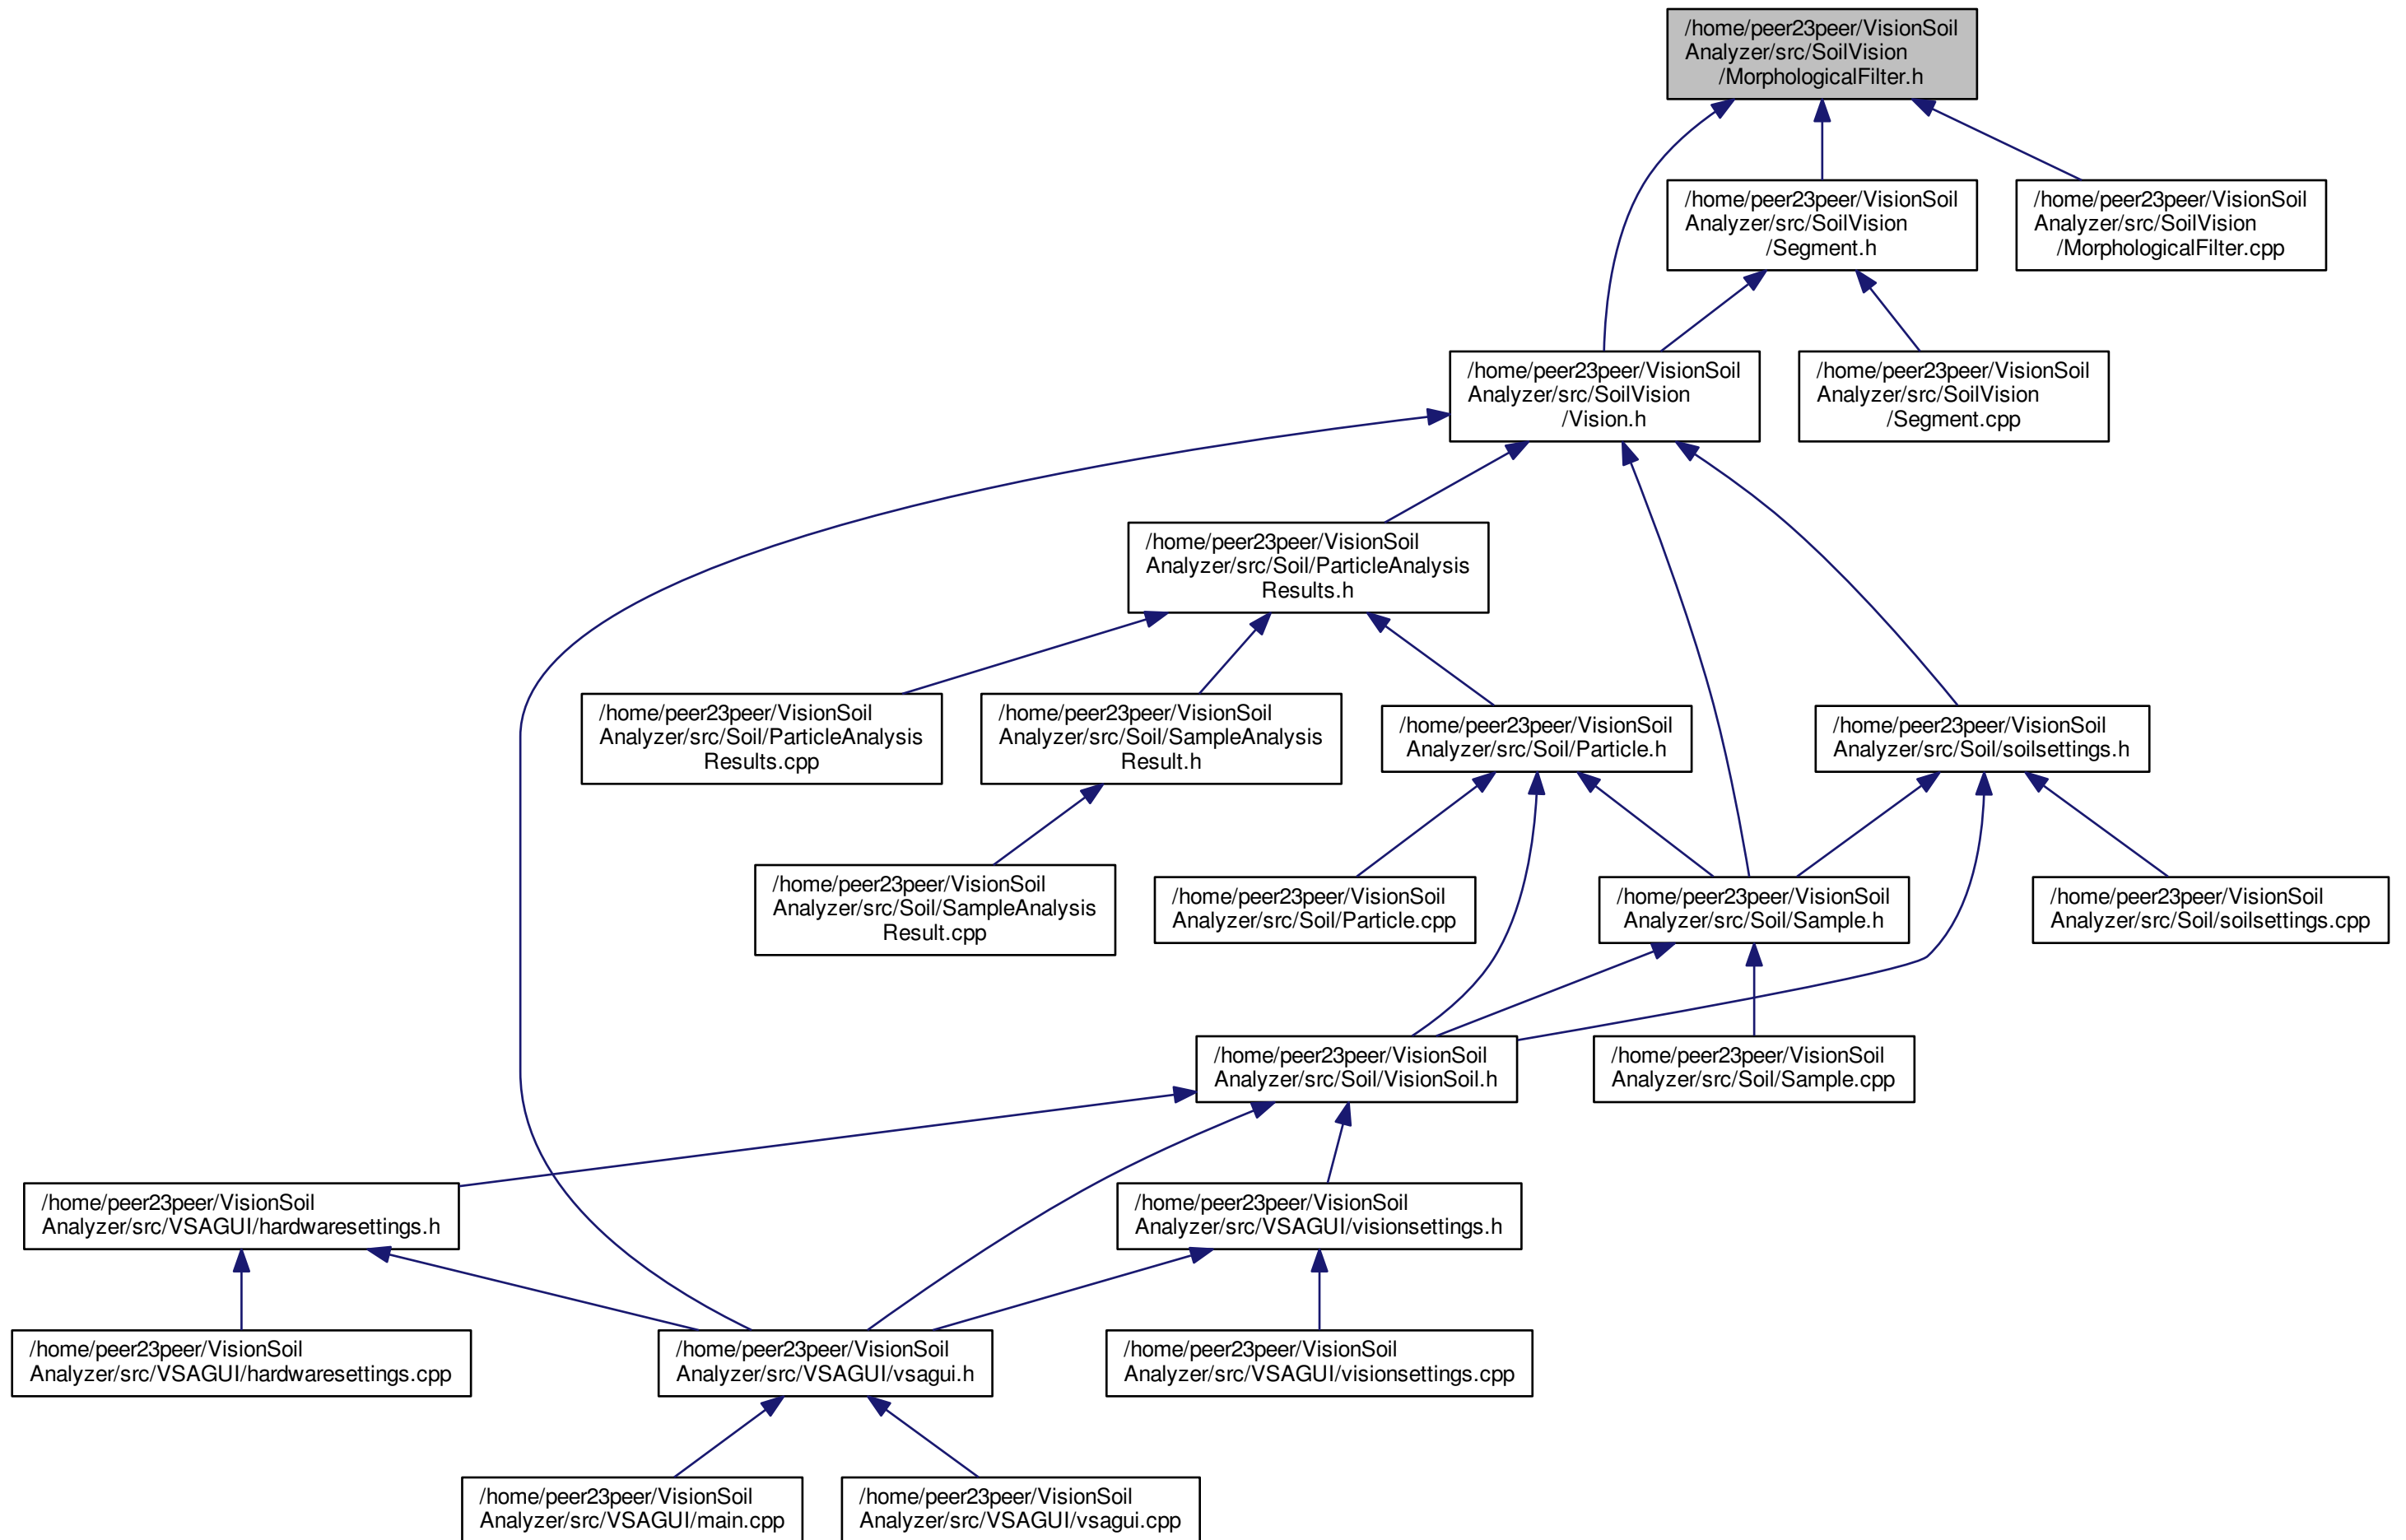 /home/peer23peer/VisionSoil
Analyzer/src/SoilVision
/MorphologicalFilter.h
/home/peer23peer/VisionSoil
Analyzer/src/SoilVision
/Segment.h
/home/peer23peer/VisionSoil
Analyzer/src/SoilVision
/MorphologicalFilter.cpp
/home/peer23peer/VisionSoil
Analyzer/src/SoilVision
/Vision.h
/home/peer23peer/VisionSoil
Analyzer/src/SoilVision
/Segment.cpp
/home/peer23peer/VisionSoil
Analyzer/src/Soil/ParticleAnalysis
Results.h
/home/peer23peer/VisionSoil
Analyzer/src/Soil/ParticleAnalysis
Results.cpp
/home/peer23peer/VisionSoil
Analyzer/src/Soil/SampleAnalysis
Result.h
/home/peer23peer/VisionSoil
Analyzer/src/Soil/Particle.h
/home/peer23peer/VisionSoil
Analyzer/src/Soil/soilsettings.h
/home/peer23peer/VisionSoil
Analyzer/src/Soil/SampleAnalysis
Result.cpp
/home/peer23peer/VisionSoil
Analyzer/src/Soil/Particle.cpp
/home/peer23peer/VisionSoil
Analyzer/src/Soil/Sample.h
/home/peer23peer/VisionSoil
Analyzer/src/Soil/soilsettings.cpp
/home/peer23peer/VisionSoil
Analyzer/src/Soil/VisionSoil.h
/home/peer23peer/VisionSoil
Analyzer/src/Soil/Sample.cpp
/home/peer23peer/VisionSoil
Analyzer/src/VSAGUI/hardwaresettings.h
/home/peer23peer/VisionSoil
Analyzer/src/VSAGUI/visionsettings.h
/home/peer23peer/VisionSoil
Analyzer/src/VSAGUI/hardwaresettings.cpp
/home/peer23peer/VisionSoil
Analyzer/src/VSAGUI/vsagui.h
/home/peer23peer/VisionSoil
Analyzer/src/VSAGUI/visionsettings.cpp
/home/peer23peer/VisionSoil
Analyzer/src/VSAGUI/main.cpp
/home/peer23peer/VisionSoil
Analyzer/src/VSAGUI/vsagui.cpp